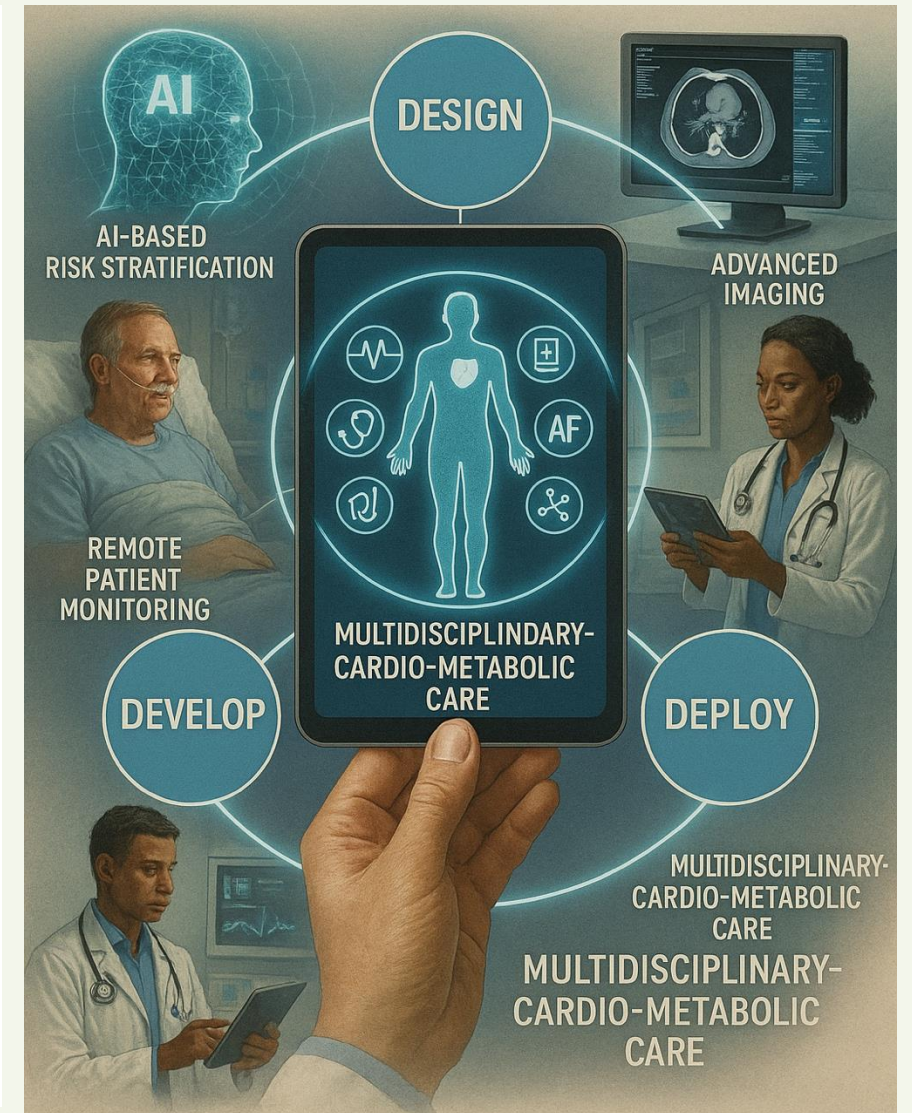 AI
DESIGN
AI-BASED
RISK STRATIFICATION
ADVANCED
IMAGING
AF
REMOTE
PATIENT
MONITORING
MULTIDISCIPLINDARY-
CARDIO-METABOLIC
CARE
DEVELOP
DEPLOY
MULTIDISCIPLINARY-
CARDIO-METABOLIC
CARE
MULTIDISCIPLINARY-
CARDIO-METABOLIC
CARE